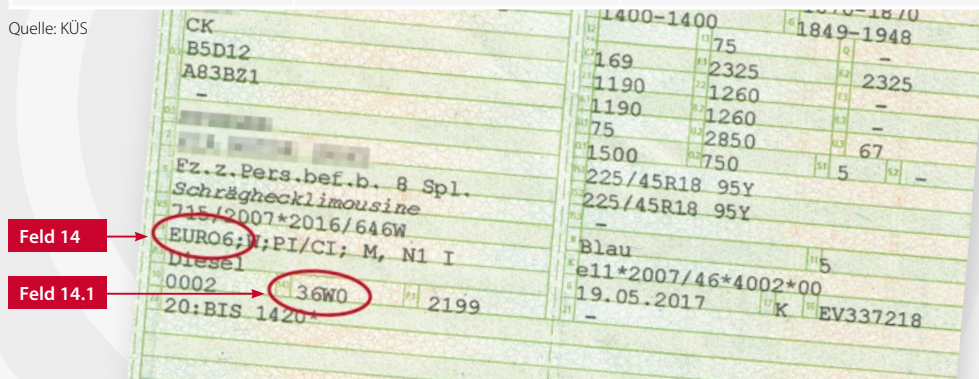 Quelle: KÜS
CK
B5D12
A83BZ1
–
Fz.z.Pers.bef.b. 8 Spl.
Schräghecklimousine
715/2007*2016/646W
EURO6;W;PI/CI; M, N1 I
Diesel
0002 36W0 2199
20:BIS 1420*
Feld 14
Feld 14.1
1400-1400 1870
1849-1948
75 –
169 2325 2325
1190 1260 –
1190 1260 –
75 2850 67
1500 750 5 –
225/45R18 95Y
225/45R18 95Y
–
Blau 5
e11*2007/46*4002*00
19.05.2017 K EV337218
–